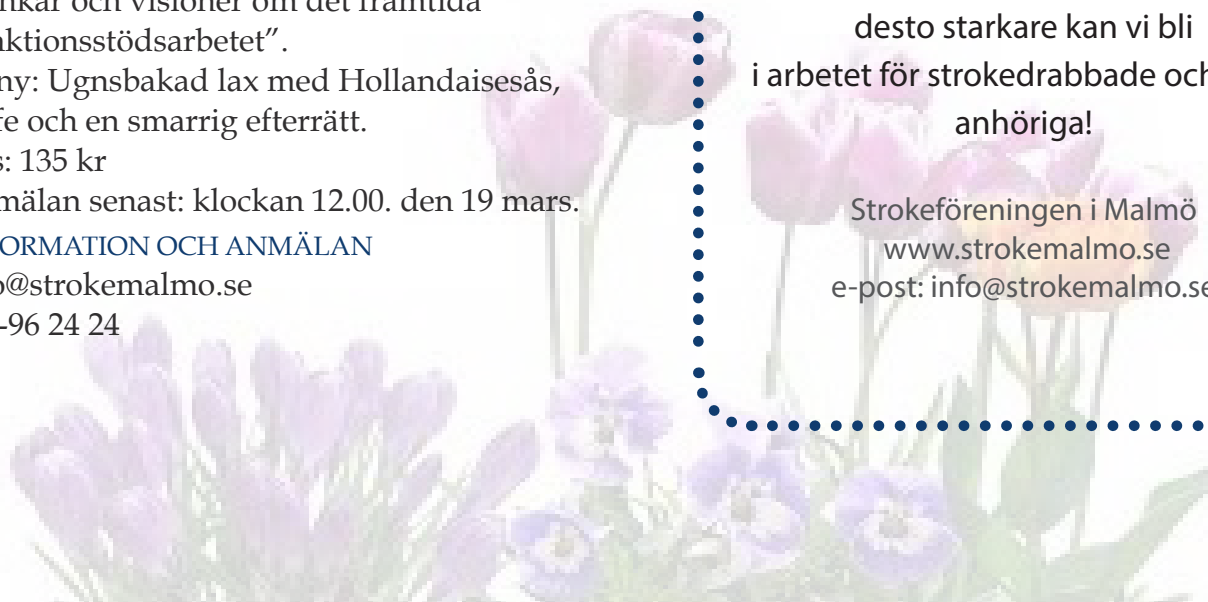 nkar och visioner om det framtida
nktionsstödsarbetet”.
ny: Ugnsbakad lax med Hollandaisesås,
fe och en smarrig efterrätt.
s: 135 kr
mälan senast: klockan 12.00. den 19 mars.
ORMATION OCH ANMÄLAN
o@strokemalmo.se
-96 24 24
desto starkare kan vi bli
i arbetet för strokedrabbade och
anhöriga!
Strokeföreningen i Malmö
www.strokemalmo.se
e-post: info@strokemalmo.se